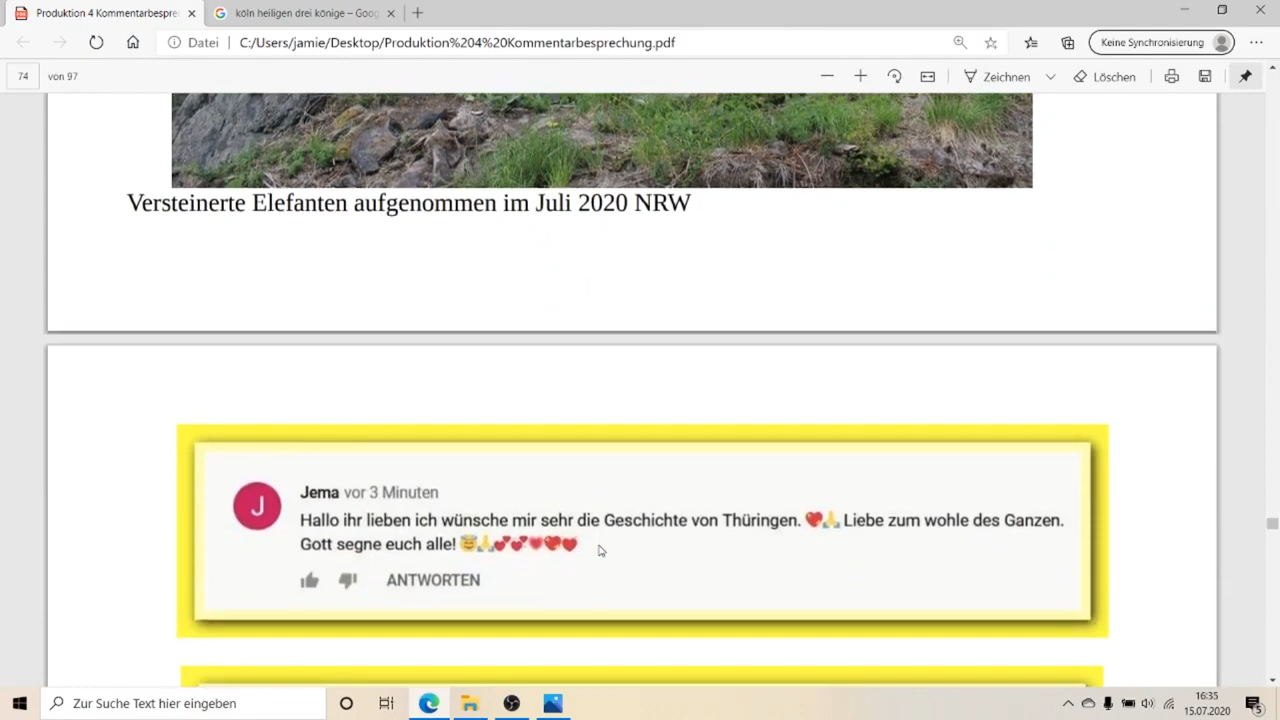 Produktion 4 Kommentarbespre
köln heiligen drei könige – Goog
Datei
C:/Users/jamie/Desktop/Produktion%204%20Kommentarbesprechung.pdf
Keine Synchronisierung
74
von 97
Zeichnen
Löschen
Versteinerte Elefanten aufgenommen im Juli 2020 NRW
J
Jema vor 3 Minuten
Hallo ihr lieben ich wünsche mir sehr die Geschichte von Thüringen. ❤️🙏 Liebe zum wohle des Ganzen.
Gott segne euch alle! 😇🙏💕💕💗❤️❤️
ANTWORTEN
Zur Suche Text hier eingeben
16:35
15.07.2020
5